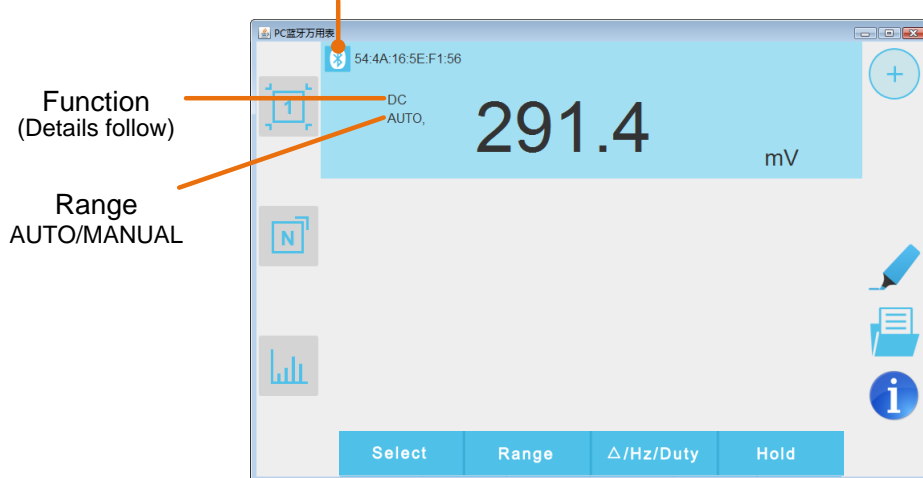 PC蓝牙万用表
54:4A:16:5E:F1:56
Function
(Details follow)
DC
AUTO,
291.4
mV
Range
AUTO/MANUAL
1
N
Select
Range
△/Hz/Duty
Hold